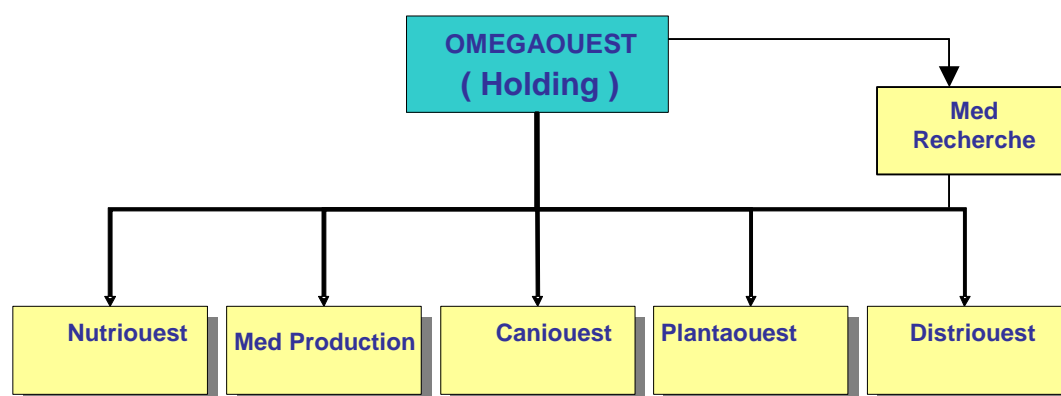 OMEGAOUEST
( Holding )
Med
Recherche
Nutriouest
Med Production
Caniouest
Plantaouest
Distriouest